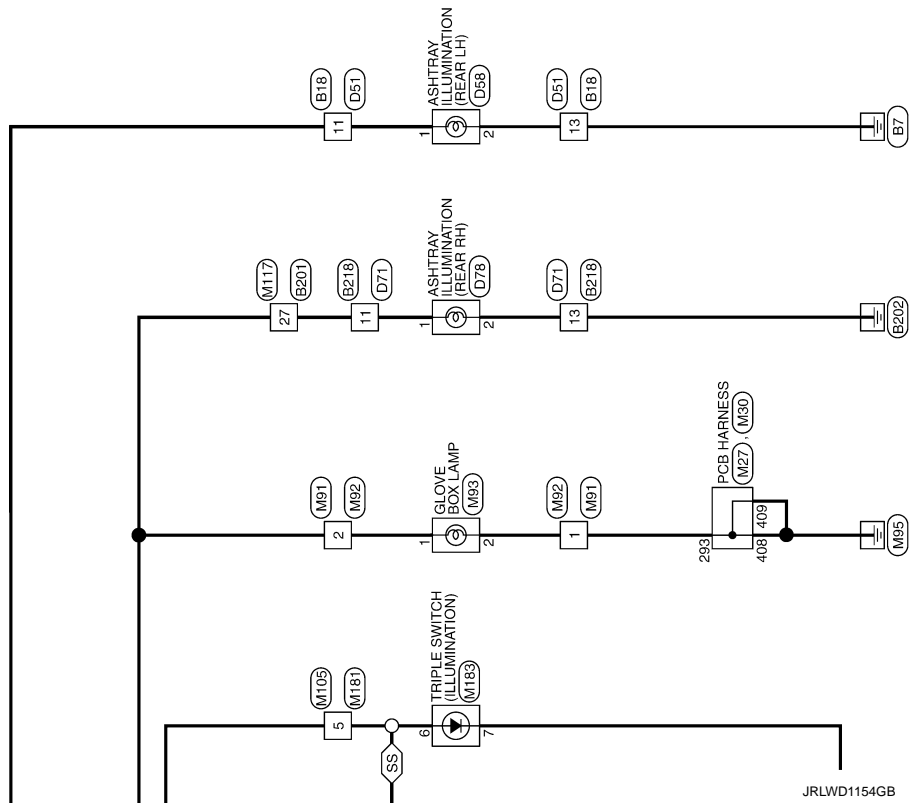 B18
D51
11
1
ASHTRAY
ILLUMINATION
(REAR LH)
D58
2
D51
B18
13
B7
M117
B201
27
B218
D71
11
1
ASHTRAY
ILLUMINATION
(REAR RH)
D78
2
D71
B218
13
B202
M91
M92
2
1
GLOVE
BOX LAMP
M93
2
M92
M91
1
PCB HARNESS
M27 , M30
293
409
408
M95
M105
M181
5
SS
6
TRIPLE SWITCH
(ILLUMINATION)
M183
7
JRLWD1154GB